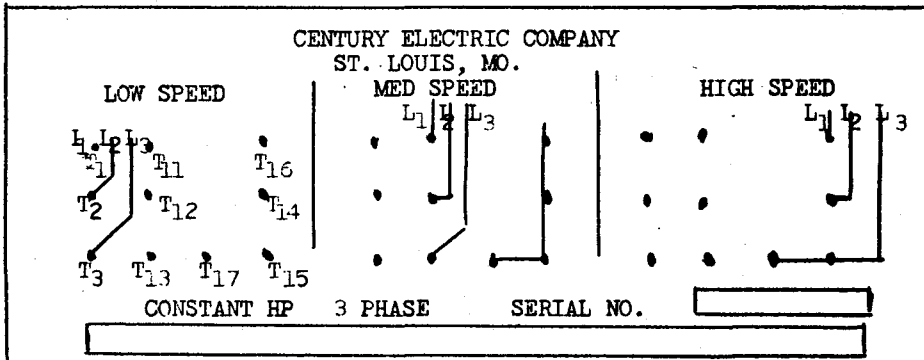 CENTURY ELECTRIC COMPANY
ST. LOUIS, MO.
LOW SPEED
MED SPEED
HIGH SPEED
L1 L2 L3
L1 L2 L3
L1 L2 L3
T1 T11 T16
T2 T12 T14
T3 T13 T17 T15
CONSTANT HP 3 PHASE SERIAL NO.